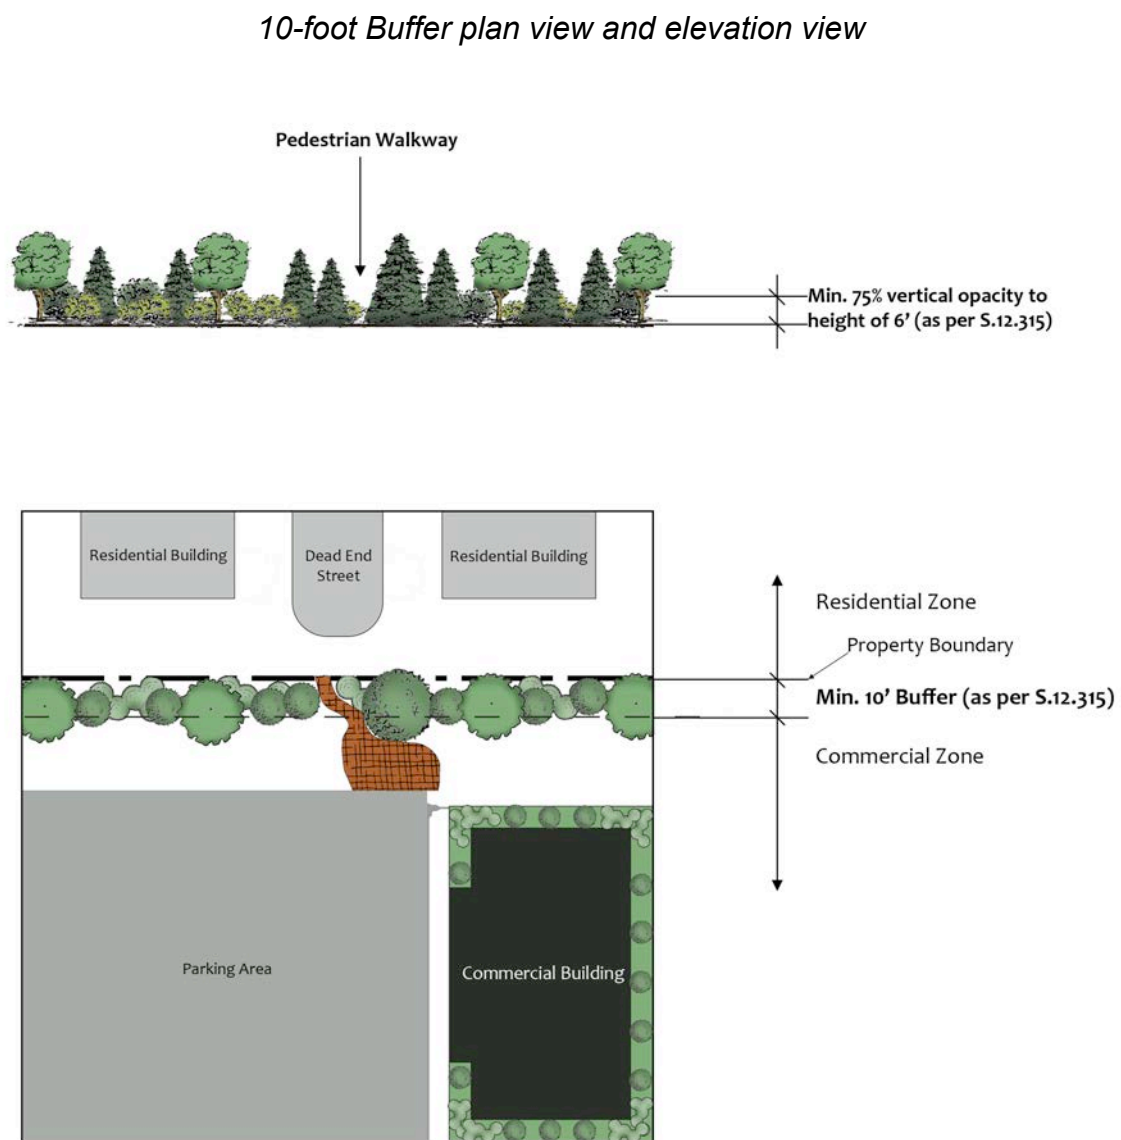 10-foot Buffer plan view and elevation view
Pedestrian Walkway
Min. 75% vertical opacity to
height of 6' (as per S.12.315)
Residential Building
Dead End
Street
Residential Building
Residential Zone
Property Boundary
Min. 10' Buffer (as per S.12.315)
Commercial Zone
Parking Area
Commercial Building